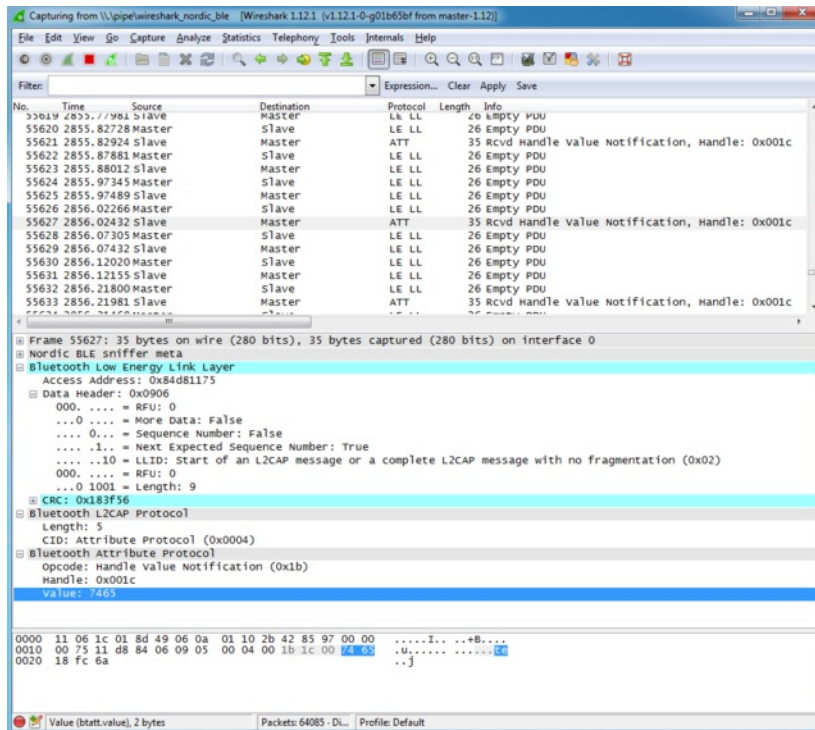 Capturing from \\.\pipe\wireshark_nordic_ble [Wireshark 1.12.1 (v1.12.1-0-g01b65bf from master-1.12)]
File Edit View Go Capture Analyze Statistics Telephony Tools Internals Help
Filter: Expression... Clear Apply Save
No. Time Source Destination Protocol Length Info
55619 2855.77981 Slave Master LE LL 26 Empty PDU
55620 2855.82728 Master Slave LE LL 26 Empty PDU
55621 2855.82924 Slave Master ATT 35 Rcvd Handle Value Notification, Handle: 0x001c
55622 2855.87881 Master Slave LE LL 26 Empty PDU
55623 2855.88012 Slave Master LE LL 26 Empty PDU
55624 2855.97345 Master Slave LE LL 26 Empty PDU
55625 2855.97489 Slave Master LE LL 26 Empty PDU
55626 2856.02266 Master Slave LE LL 26 Empty PDU
55627 2856.02432 Slave Master ATT 35 Rcvd Handle Value Notification, Handle: 0x001c
55628 2856.07305 Master Slave LE LL 26 Empty PDU
55629 2856.07432 Slave Master LE LL 26 Empty PDU
55630 2856.12020 Master Slave LE LL 26 Empty PDU
55631 2856.12155 Slave Master LE LL 26 Empty PDU
55632 2856.21800 Master Slave LE LL 26 Empty PDU
55633 2856.21981 Slave Master ATT 35 Rcvd Handle Value Notification, Handle: 0x001c
Frame 55627: 35 bytes on wire (280 bits), 35 bytes captured (280 bits) on interface 0
Nordic BLE sniffer meta
Bluetooth Low Energy Link Layer
Access Address: 0x84d81175
Data Header: 0x0906
000. .... = RFU: 0
...0 .... = More Data: False
.... 0... = Sequence Number: False
.... .1.. = Next Expected Sequence Number: True
.... ..10 = LLID: Start of an L2CAP message or a complete L2CAP message with no fragmentation (0x02)
000. .... = RFU: 0
...0 1001 = Length: 9
CRC: 0x183f56
Bluetooth L2CAP Protocol
Length: 5
CID: Attribute Protocol (0x0004)
Bluetooth Attribute Protocol
Opcode: Handle Value Notification (0x1b)
Handle: 0x001c
Value: 7465
0000 11 06 1c 01 8d 49 06 0a 01 10 2b 42 85 97 00 00 .....I.. ..+B....
0010 00 75 11 d8 84 06 09 05 00 04 00 1b 1c 00 74 65 .u...... ......te
0020 18 fc 6a ..j
Value (btatt.value), 2 bytes Packets: 64085 - Di... Profile: Default